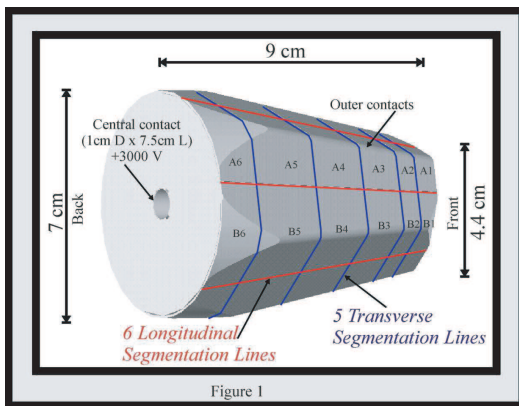 9 cm
Outer contacts
Central contact
(1cm D x 7.5cm L)
+3000 V
A6
A5
A4
A3
A2
A1
7 cm
Back
Front
4.4 cm
B6
B5
B4
B3
B2
B1
6 Longitudinal
Segmentation Lines
5 Transverse
Segmentation Lines
Figure 1